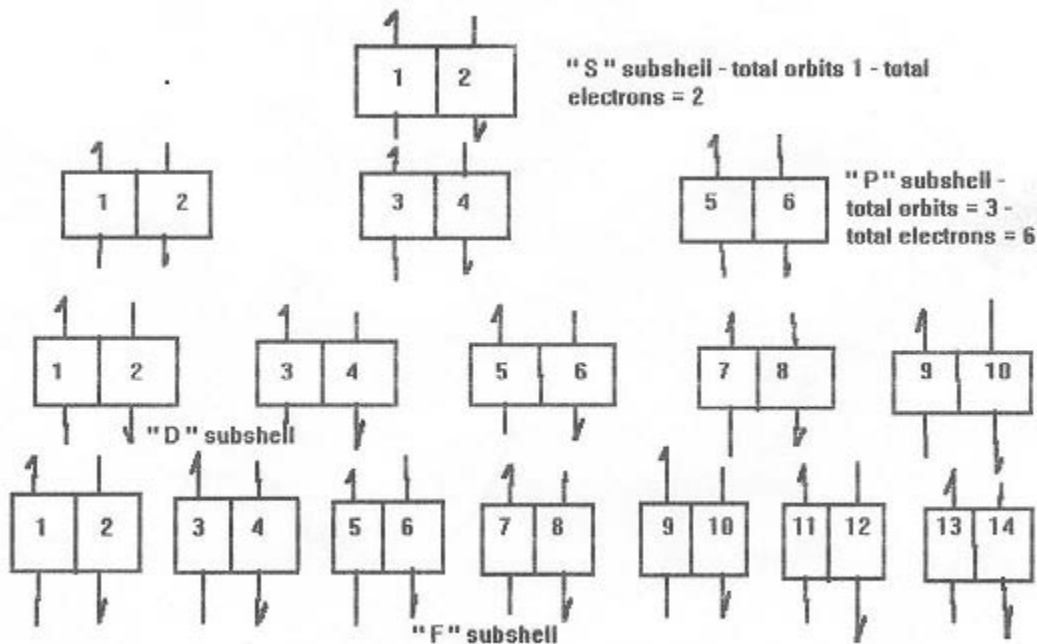 1 2
" S " subshell - total orbits 1 - total
electrons = 2
1 2
3 4
5 6
" P " subshell -
total orbits = 3 -
total electrons = 6
1 2
3 4
5 6
7 8
9 10
" D " subshell
1 2
3 4
5 6
7 8
9 10
11 12
13 14
" F " subshell